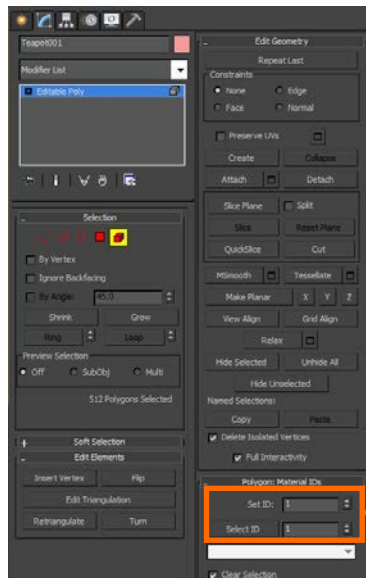 Teapot001
Modifier List
Editable Poly
- Selection
By Vertex
Ignore Backfacing
By Angle: 45.0
Shrink Grow
Ring Loop
Preview Selection
Off SubObj Multi
512 Polygons Selected
+ Soft Selection
- Edit Elements
Insert Vertex Flip
Edit Triangulation
Retriangulate Turn
- Edit Geometry
Repeat Last
Constraints
None Edge
Face Normal
Preserve UVs
Create Collapse
Attach Detach
Slice Plane Split
Slice Reset Plane
QuickSlice Cut
MSmooth Tessellate
Make Planar X Y Z
View Align Grid Align
Relax
Hide Selected Unhide All
Hide Unselected
Named Selections:
Copy Paste
Delete Isolated Vertices
Full Interactivity
- Polygon: Material IDs
Set ID: 1
Select ID 1
Clear Selection